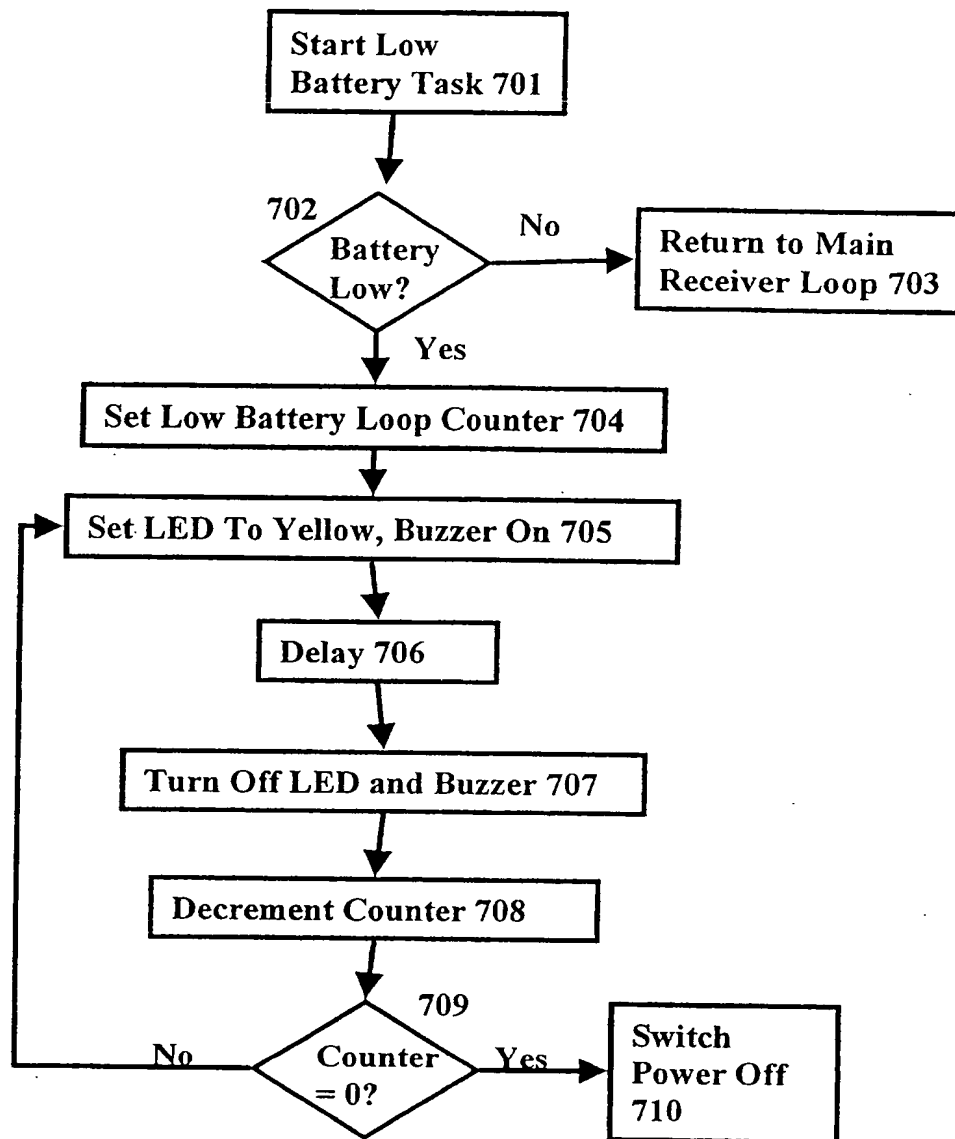 Start Low
Battery Task 701
702
Battery
Low?
No
Return to Main
Receiver Loop 703
Yes
Set Low Battery Loop Counter 704
Set LED To Yellow, Buzzer On 705
Delay 706
Turn Off LED and Buzzer 707
Decrement Counter 708
709
No
Counter
= 0?
Yes
Switch
Power Off
710